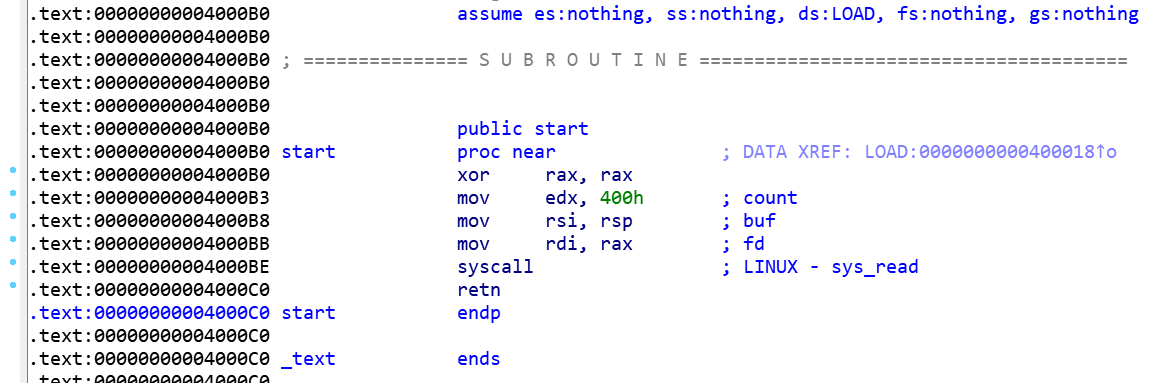 .text:00000000004000B0 assume es:nothing, ss:nothing, ds:LOAD, fs:nothing, gs:nothing
.text:00000000004000B0
.text:00000000004000B0 ; =============== S U B R O U T I N E =======================================
.text:00000000004000B0
.text:00000000004000B0
.text:00000000004000B0 public start
.text:00000000004000B0 start proc near ; DATA XREF: LOAD:0000000000400018↑o
.text:00000000004000B0 xor rax, rax
.text:00000000004000B3 mov edx, 400h ; count
.text:00000000004000B8 mov rsi, rsp ; buf
.text:00000000004000BB mov rdi, rax ; fd
.text:00000000004000BE syscall ; LINUX - sys_read
.text:00000000004000C0 retn
.text:00000000004000C0 start endp
.text:00000000004000C0
.text:00000000004000C0 _text ends
.text:00000000004000C0